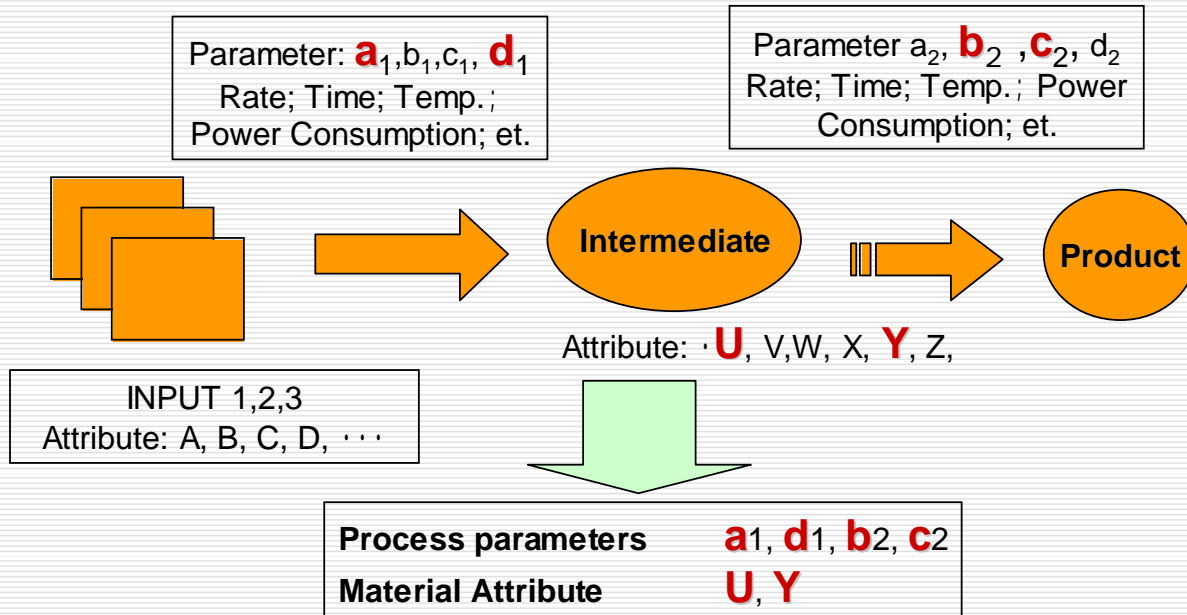 Parameter: a1,b1,c1, d1
Rate; Time; Temp. ;
Power Consumption; et.
Parameter a2, b2 ,c2, d2
Rate; Time; Temp. ; Power
Consumption; et.
Intermediate
Product
Attribute: ·U, V,W, X, Y, Z,
INPUT 1,2,3
Attribute: A, B, C, D, ···
Process parameters a1, d1, b2, c2
Material Attribute U, Y